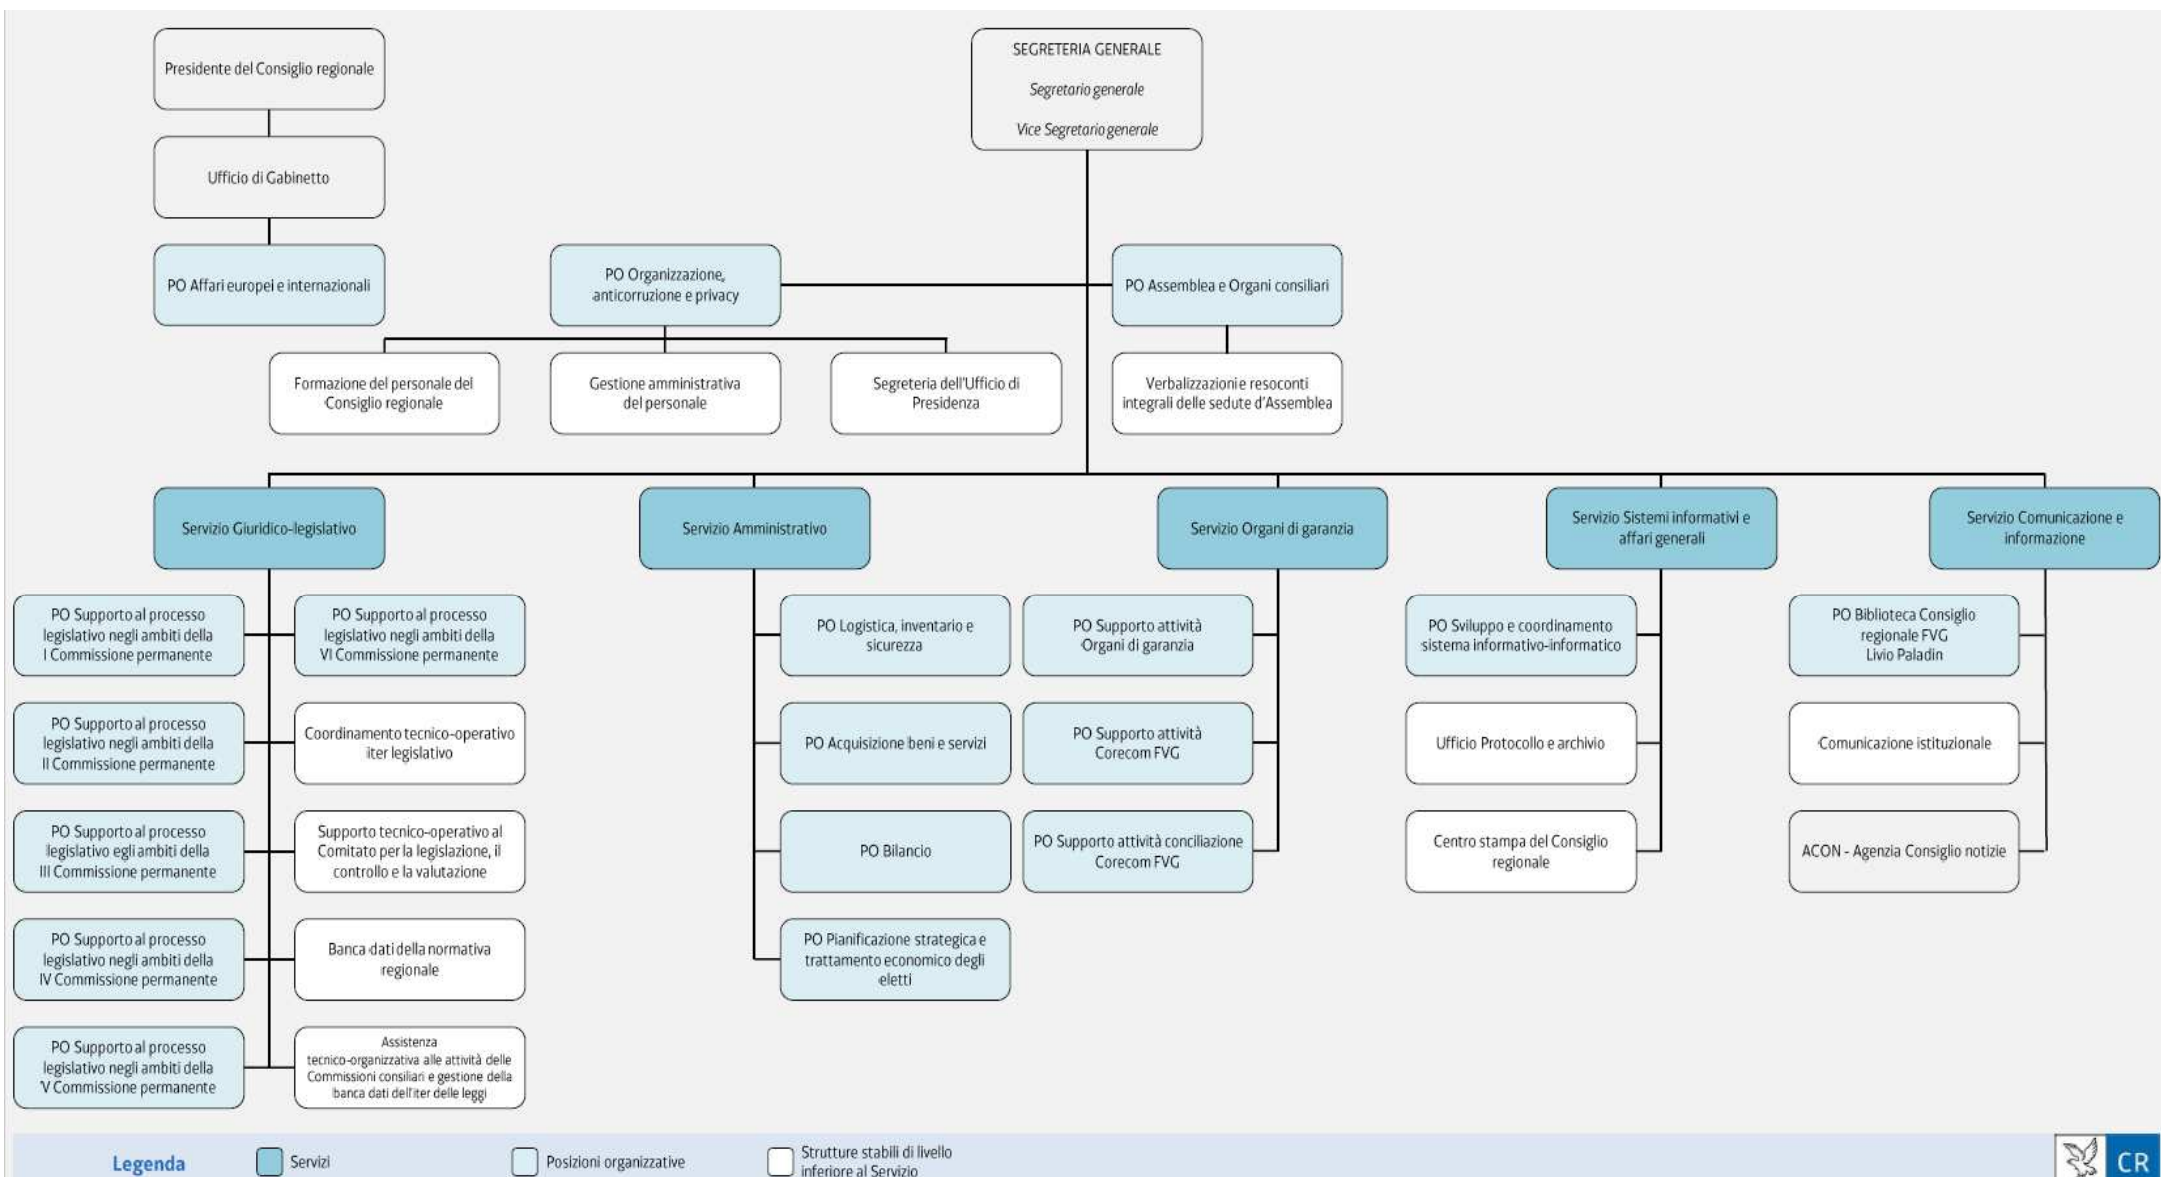 Presidente del Consiglio regionale
SEGRETERIA GENERALE
Segretario generale
Vice Segretario generale
Ufficio di Gabinetto
PO Affari europei e internazionali
PO Organizzazione,
anticorruzione e privacy
PO Assemblea e Organi consiliari
Formazione del personale del
Consiglio regionale
Gestione amministrativa
del personale
Segreteria dell'Ufficio di
Presidenza
Verbalizzazioni e resoconti
integrali delle sedute d'Assemblea
Servizio Giuridico-legislativo
Servizio Amministrativo
Servizio Organi di garanzia
Servizio Sistemi informativi e
affari generali
Servizio Comunicazione e
informazione
PO Supporto al processo
legislativo negli ambiti della
I Commissione permanente
PO Supporto al processo
legislativo negli ambiti della
VI Commissione permanente
PO Logistica, inventario e
sicurezza
PO Supporto attività
Organi di garanzia
PO Sviluppo e coordinamento
sistema informativo-informatico
PO Biblioteca Consiglio
regionale FVG
Livio Paladin
PO Supporto al processo
legislativo negli ambiti della
II Commissione permanente
Coordinamento tecnico-operativo
iter legislativo
PO Acquisizione beni e servizi
PO Supporto attività
Corecom FVG
Ufficio Protocollo e archivio
Comunicazione istituzionale
PO Supporto al processo
legislativo egli ambiti della
III Commissione permanente
Supporto tecnico-operativo al
Comitato per la legislazione, il
controllo e la valutazione
PO Bilancio
PO Supporto attività conciliazione
Corecom FVG
Centro stampa del Consiglio
regionale
ACON - Agenzia Consiglio notizie
PO Supporto al processo
legislativo negli ambiti della
IV Commissione permanente
Banca dati della normativa
regionale
PO Pianificazione strategica e
trattamento economico degli
eletti
PO Supporto al processo
legislativo negli ambiti della
V Commissione permanente
Assistenza
tecnico-organizzativa alle attività delle
Commissioni consiliari e gestione della
banca dati dell'iter delle leggi
Legenda
Servizi
Posizioni organizzative
Strutture stabili di livello
inferiore al Servizio
CR